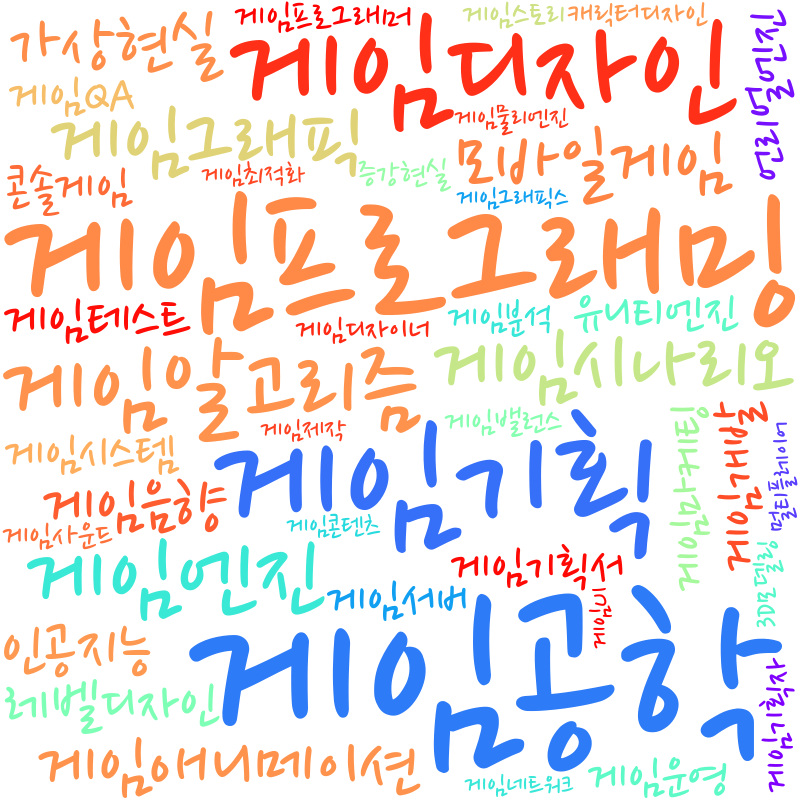 가상현실
게임프로그래머
게임스토리
캐릭터디자인
게임디자인
언리얼엔진
게임QA
게임그래픽
게임물리엔진
모바일게임
콘솔게임
게임최적화
증강현실
게임그래픽스
게임프로그래밍
게임테스트
게임디자이너
게임분석
유니티엔진
게임알고리즘
게임시나리오
게임제작
게임밸런스
게임시스템
게임기획
게임마케팅
게임개발
멀티플레이어
게임음향
게임사운드
게임콘텐츠
게임엔진
게임기획서
3D모델링
게임서버
게임공학
인공지능
레벨디자인
게임기획자
게임애니메이션
게임네트워크
게임운영